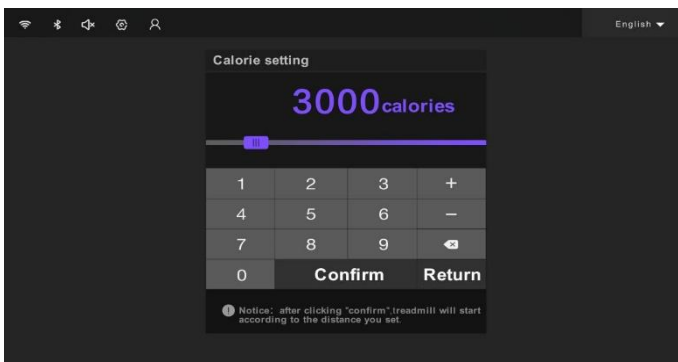 English
Calorie setting
3000calories
1 2 3 +
4 5 6 −
7 8 9
0 Confirm Return
Notice: after clicking "confirm",treadmill will start
according to the distance you set.